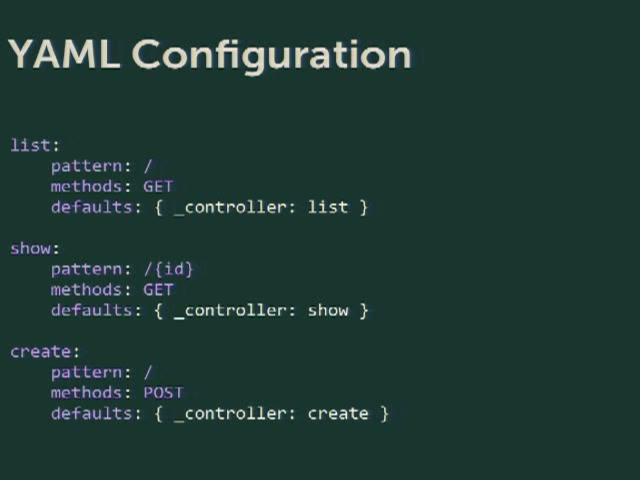 YAML Configuration
list:
    pattern: /
    methods: GET
    defaults: { _controller: list }
show:
    pattern: /{id}
    methods: GET
    defaults: { _controller: show }
create:
    pattern: /
    methods: POST
    defaults: { _controller: create }